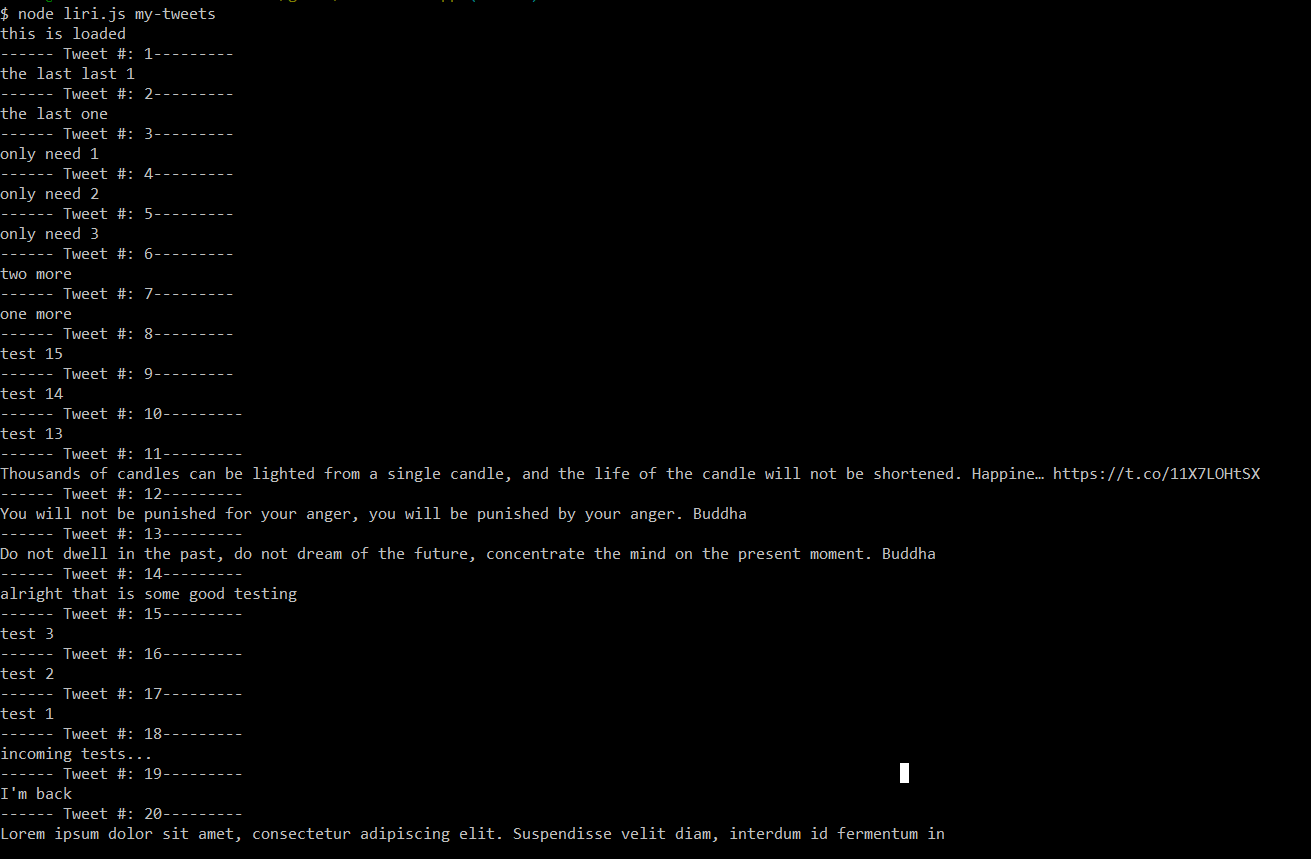 $ node liri.js my-tweets
this is loaded
------ Tweet #: 1---------
the last last 1
------ Tweet #: 2---------
the last one
------ Tweet #: 3---------
only need 1
------ Tweet #: 4---------
only need 2
------ Tweet #: 5---------
only need 3
------ Tweet #: 6---------
two more
------ Tweet #: 7---------
one more
------ Tweet #: 8---------
test 15
------ Tweet #: 9---------
test 14
------ Tweet #: 10---------
test 13
------ Tweet #: 11---------
Thousands of candles can be lighted from a single candle, and the life of the candle will not be shortened. Happine… https://t.co/11X7LOHtSX
------ Tweet #: 12---------
You will not be punished for your anger, you will be punished by your anger. Buddha
------ Tweet #: 13---------
Do not dwell in the past, do not dream of the future, concentrate the mind on the present moment. Buddha
------ Tweet #: 14---------
alright that is some good testing
------ Tweet #: 15---------
test 3
------ Tweet #: 16---------
test 2
------ Tweet #: 17---------
test 1
------ Tweet #: 18---------
incoming tests...
------ Tweet #: 19---------
I'm back
------ Tweet #: 20---------
Lorem ipsum dolor sit amet, consectetur adipiscing elit. Suspendisse velit diam, interdum id fermentum in